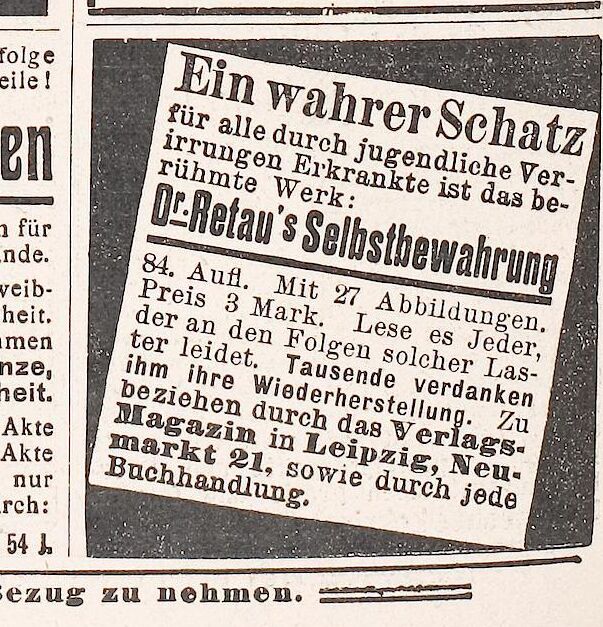 folge
eile!
en
n für
nde.
weib-
heit.
men
nze,
heit.
Akte
Akte
nur
rch:
54 J.
Ein wahrer Schatz
für alle durch jugendliche Ver-
irrungen Erkrankte ist das be-
rühmte Werk:
Dr. Retau's Selbstbewahrung
84. Aufl. Mit 27 Abbildungen.
Preis 3 Mark. Lese es Jeder,
der an den Folgen solcher Las-
ter leidet. Tausende verdanken
ihm ihre Wiederherstellung. Zu
beziehen durch das Verlags-
Magazin in Leipzig, Neu-
markt 21, sowie durch jede
Buchhandlung.
Bezug zu nehmen.